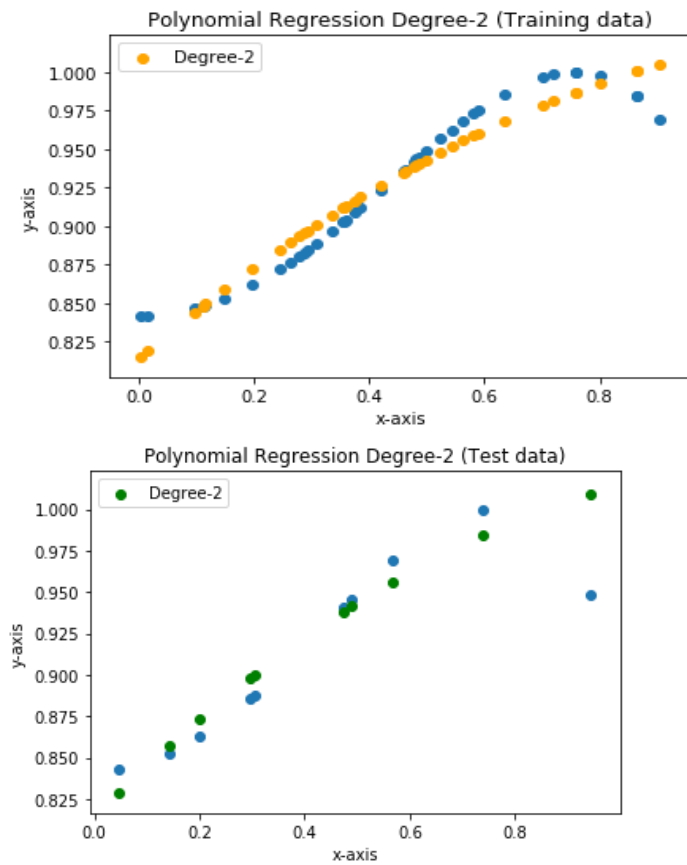 Polynomial Regression Degree-2 (Training data)
Degree-2
1.000
0.975
0.950
0.925
0.900
0.875
0.850
0.825
y-axis
0.0 0.2 0.4 0.6 0.8
x-axis
Polynomial Regression Degree-2 (Test data)
Degree-2
1.000
0.975
0.950
0.925
0.900
0.875
0.850
0.825
y-axis
0.0 0.2 0.4 0.6 0.8
x-axis